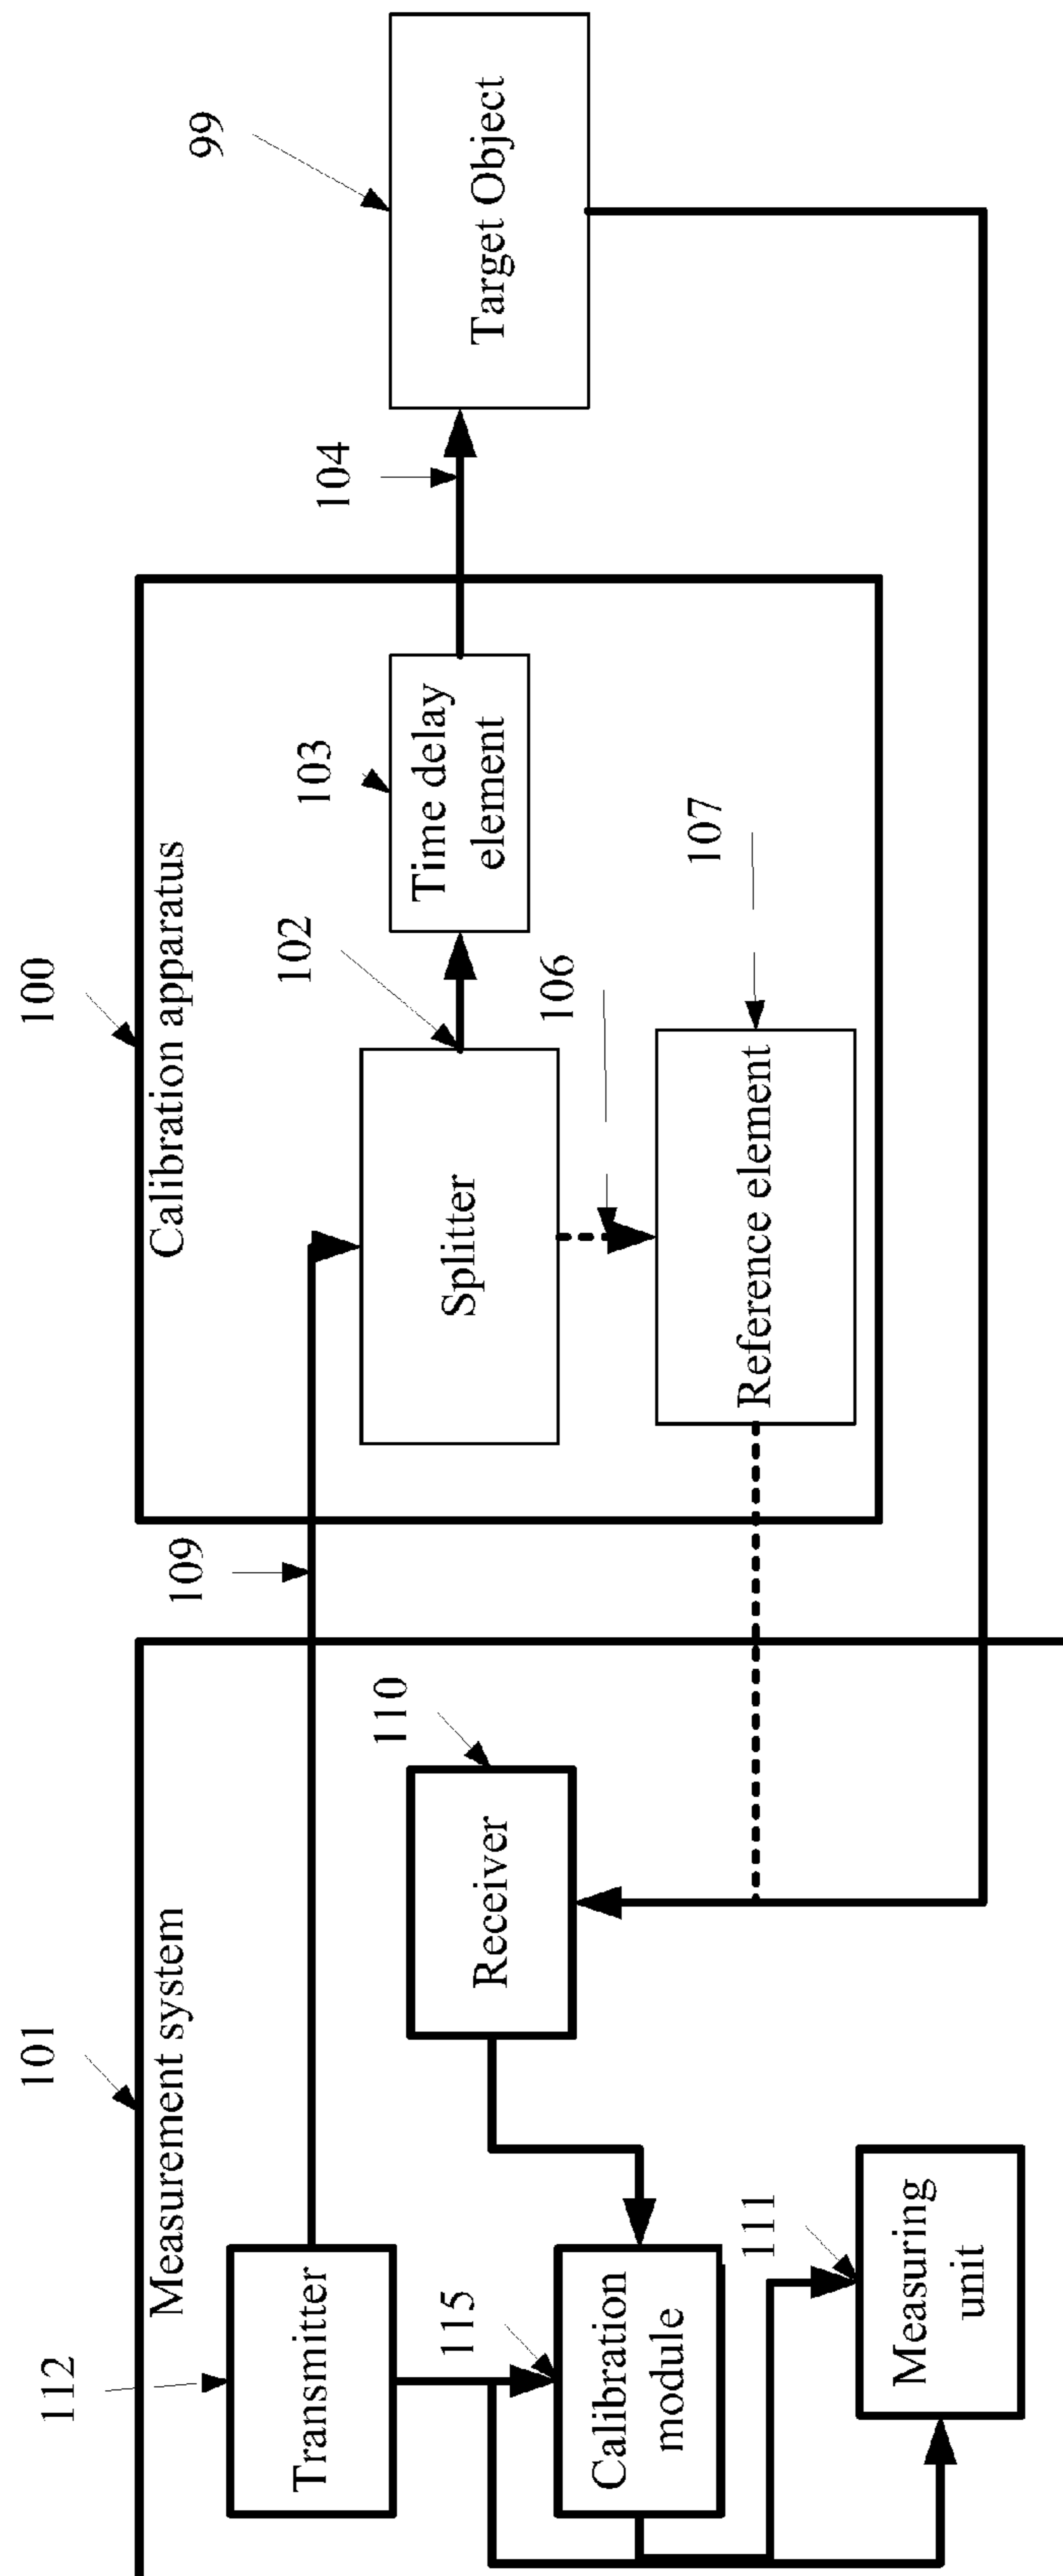 101
Measurement system
112
Transmitter
115
Calibration
module
111
Measuring
unit
110
Receiver
109
100
Calibration apparatus
102
Splitter
103
Time delay
element
106
107
Reference element
104
99
Target Object